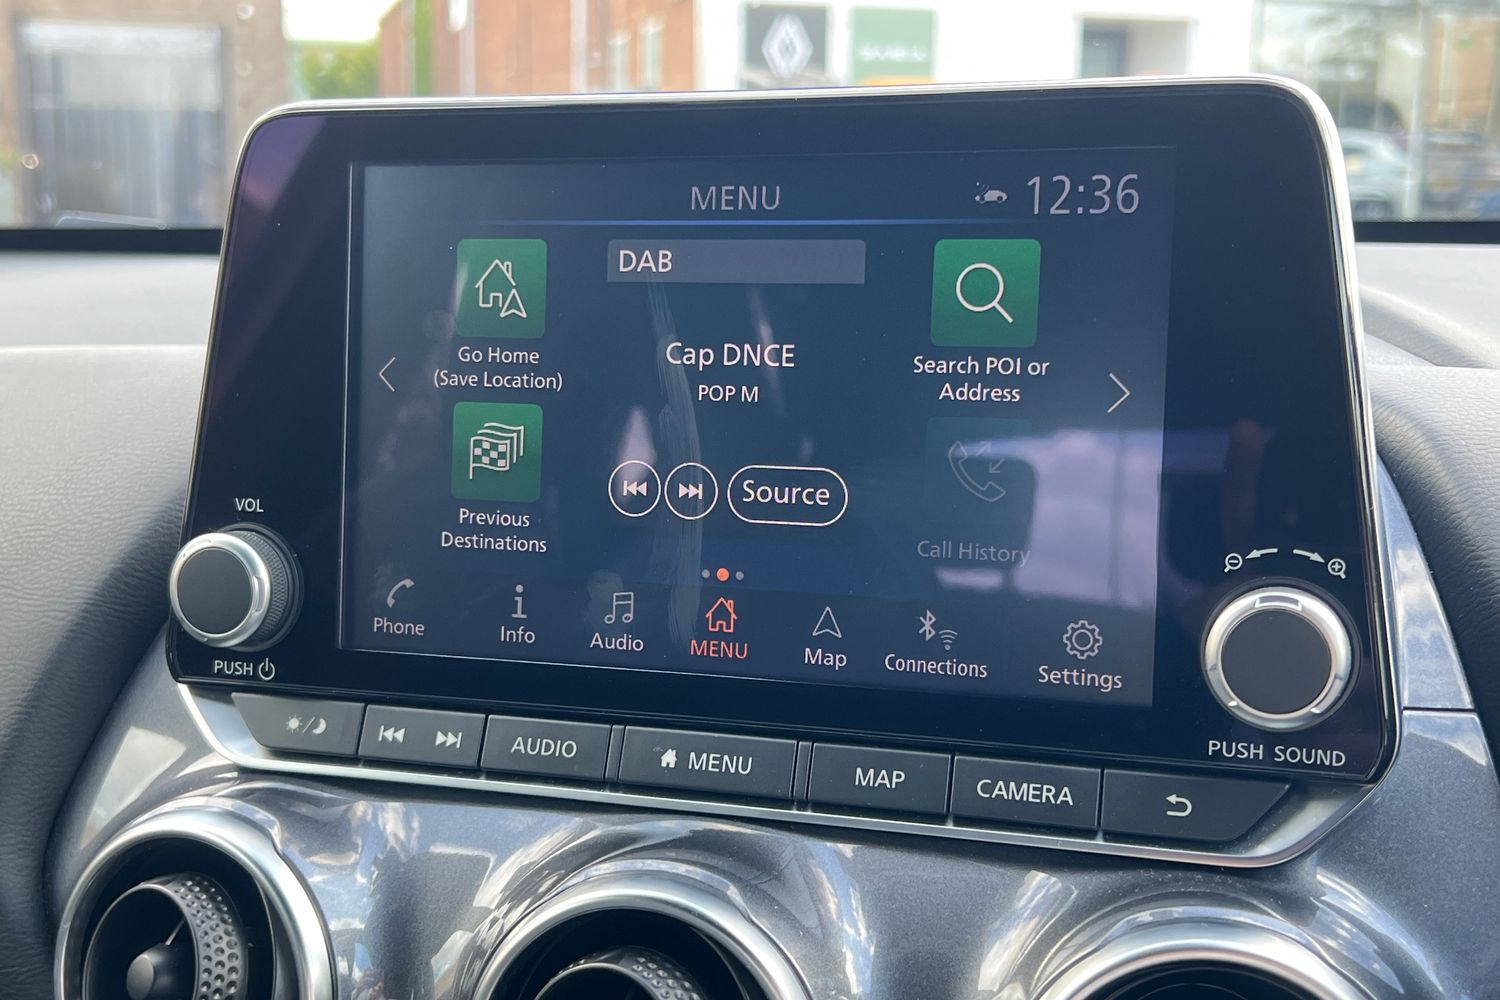 MENU
12:36
DAB
Go Home
(Save Location)
Cap DNCE
POP M
Search POI or
Address
Previous
Destinations
Source
Call History
Phone
Info
Audio
MENU
Map
Connections
Settings
VOL
PUSH
PUSH SOUND
AUDIO
MENU
MAP
CAMERA